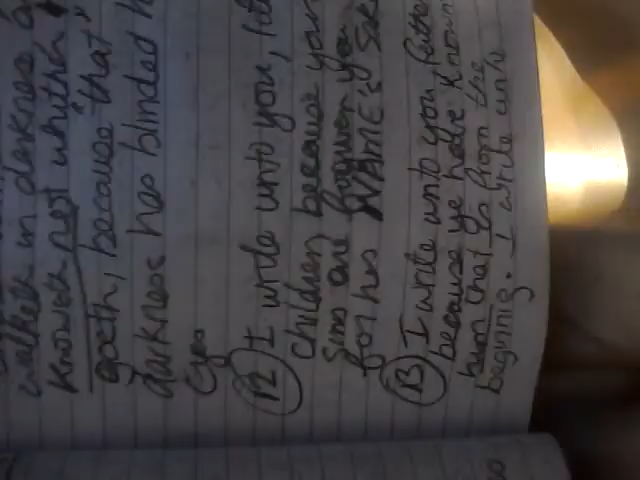 walketh in darkness
knoweth not whither
goeth, because "that"
darkness has blinded
eyes
(12) I write unto you,
children because your
Sins are forgiven you
for his NAME's Sake
(13) I write unto you, fathers
because ye have known
him that is from the
beginning. I write unto